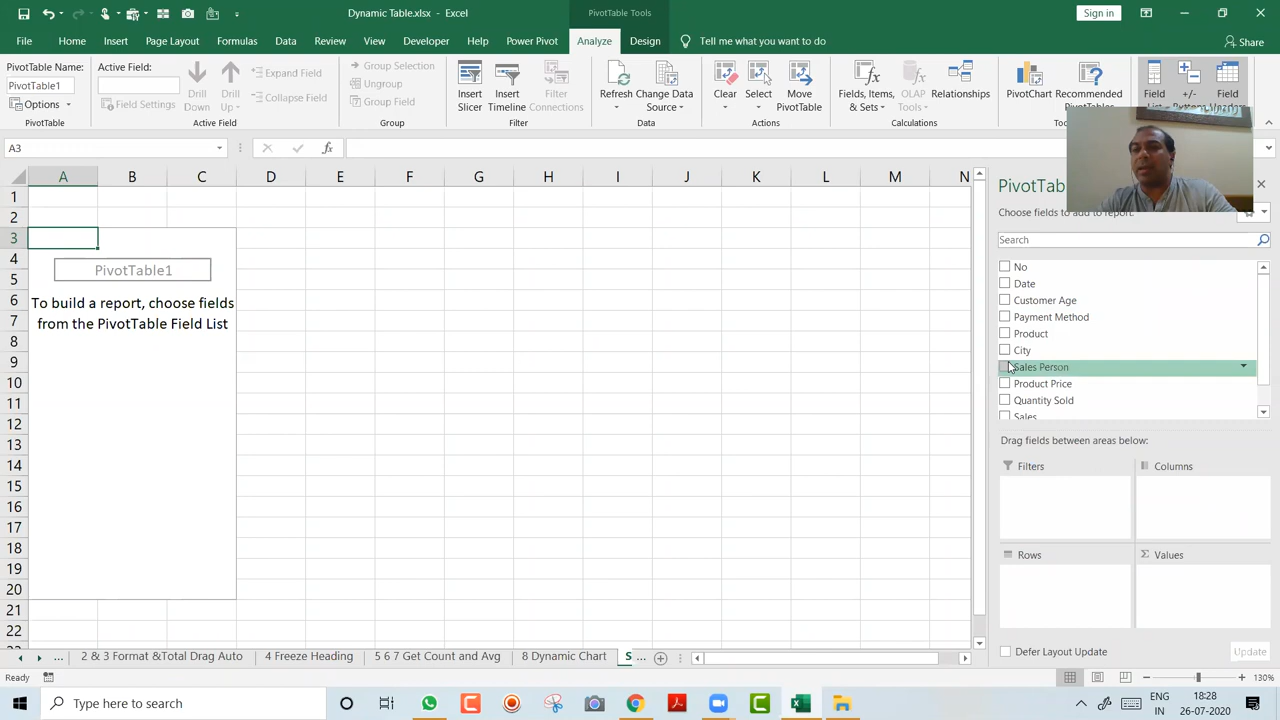 Dynamic Table.xlsx - Excel
PivotTable Tools
Sign in
File Home Insert Page Layout Formulas Data Review View Developer Help Power Pivot Analyze Design Tell me what you want to do Share
PivotTable Name:
PivotTable1
Options
PivotTable
Active Field:
Field Settings
Drill Down
Drill Up
Expand Field
Collapse Field
Active Field
Group Selection
Ungroup
Group Field
Group
Insert Slicer
Insert Timeline
Filter Connections
Filter
Refresh
Change Data Source
Data
Clear
Select
Move PivotTable
Actions
Fields, Items, & Sets
OLAP Tools
Relationships
Calculations
PivotChart
Recommended
Field
+/-
Field
A3
fx
A B C D E F G H I J K L M N
1
2
3
4
5
6
7
8
9
10
11
12
13
14
15
16
17
18
19
20
21
22
PivotTable1
To build a report, choose fields
from the PivotTable Field List
Choose fields to add to report:
Search
No
Date
Customer Age
Payment Method
Product
City
Sales Person
Product Price
Quantity Sold
Sales
Drag fields between areas below:
Filters
Columns
Rows
Σ Values
Defer Layout Update
Update
... 2 & 3 Format &Total Drag Auto 4 Freeze Heading 5 6 7 Get Count and Avg 8 Dynamic Chart S ...
Ready
130%
Type here to search
ENG
IN
18:28
26-07-2020